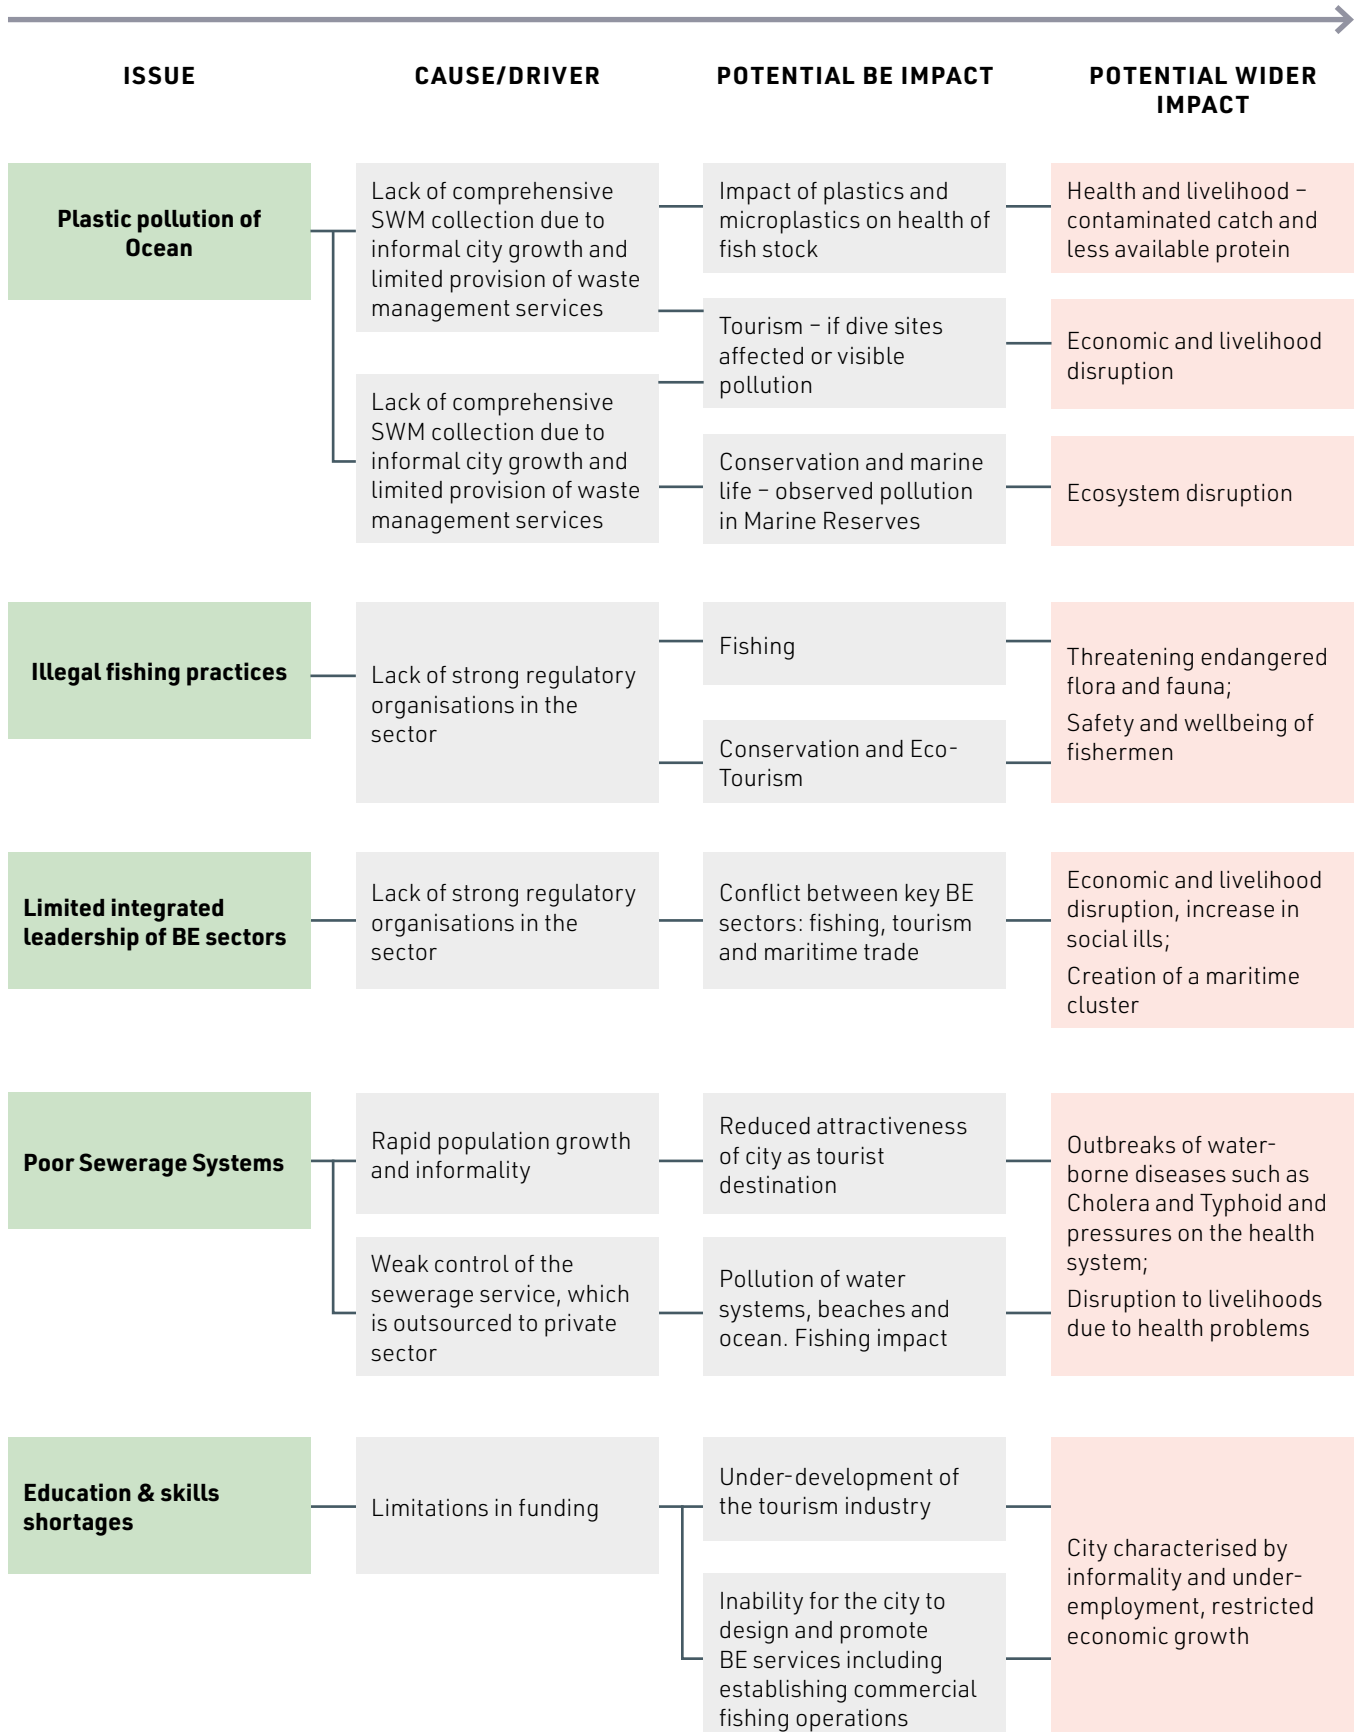 ISSUE
CAUSE/DRIVER
POTENTIAL BE IMPACT
POTENTIAL WIDER
IMPACT
Plastic pollution of
Ocean
Lack of comprehensive
SWM collection due to
informal city growth and
limited provision of waste
management services
Lack of comprehensive
SWM collection due to
informal city growth and
limited provision of waste
management services
Impact of plastics and
microplastics on health of
fish stock
Tourism – if dive sites
affected or visible
pollution
Conservation and marine
life – observed pollution
in Marine Reserves
Health and livelihood –
contaminated catch and
less available protein
Economic and livelihood
disruption
Ecosystem disruption
Illegal fishing practices
Lack of strong regulatory
organisations in the
sector
Fishing
Conservation and Eco-
Tourism
Threatening endangered
flora and fauna;
Safety and wellbeing of
fishermen
Limited integrated
leadership of BE sectors
Lack of strong regulatory
organisations in the
sector
Conflict between key BE
sectors: fishing, tourism
and maritime trade
Economic and livelihood
disruption, increase in
social ills;
Creation of a maritime
cluster
Poor Sewerage Systems
Rapid population growth
and informality
Weak control of the
sewerage service, which
is outsourced to private
sector
Reduced attractiveness
of city as tourist
destination
Pollution of water
systems, beaches and
ocean. Fishing impact
Outbreaks of water-
borne diseases such as
Cholera and Typhoid and
pressures on the health
system;
Disruption to livelihoods
due to health problems
Education & skills
shortages
Limitations in funding
Under-development of
the tourism industry
Inability for the city to
design and promote
BE services including
establishing commercial
fishing operations
City characterised by
informality and under-
employment, restricted
economic growth